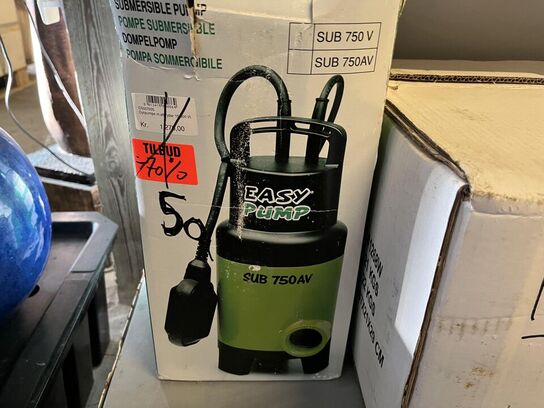 SUBMERSIBLE PUMP
POMPE SUBMERSIBLE
DOMPELPOMP
POMPA SOMMERGIBILE
SUB 750 V
SUB 750AV
Kr.
TILBUD
÷70%
50
EASY
PUMP
SUB 750AV